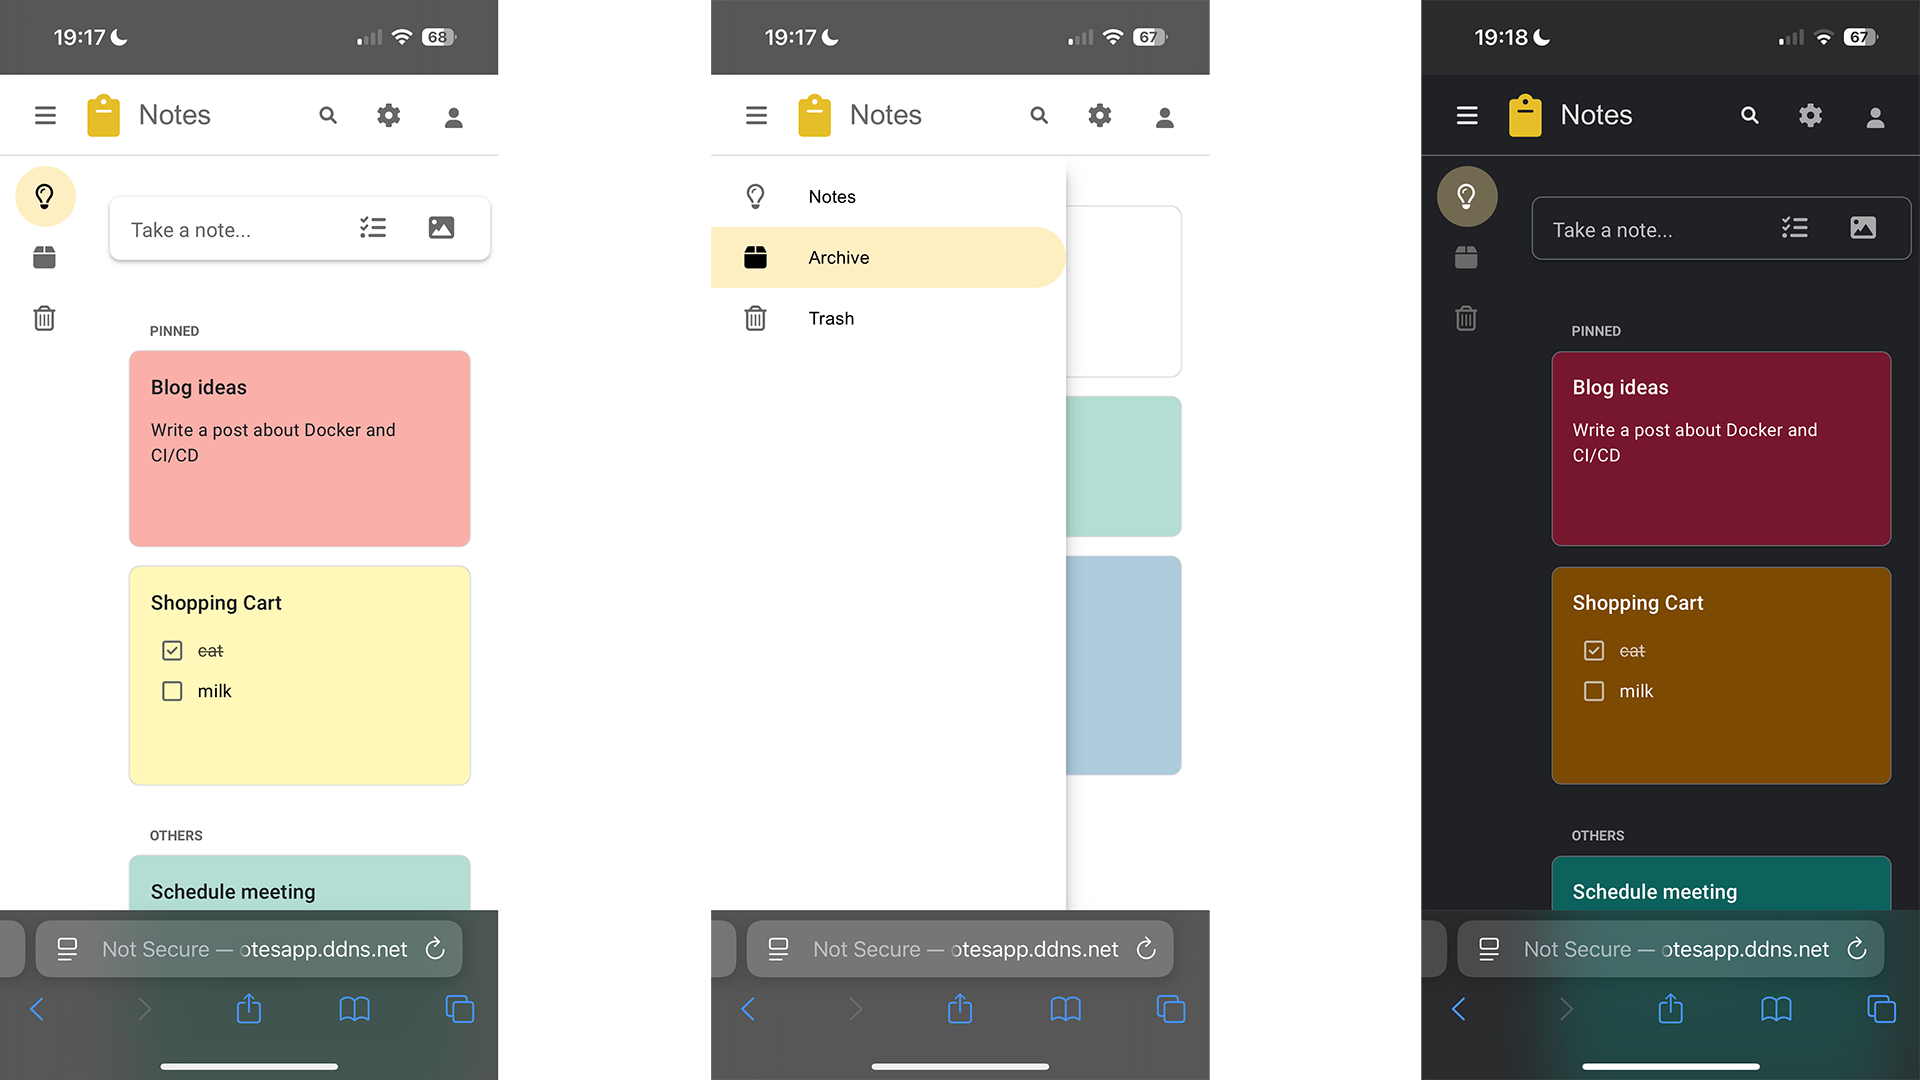 19:17
68
Notes
Take a note...
PINNED
Blog ideas
Write a post about Docker and
CI/CD
Shopping Cart
eat
milk
OTHERS
Schedule meeting
Not Secure — otesapp.ddns.net
19:17
67
Notes
Notes
Archive
Trash
Not Secure — otesapp.ddns.net
19:18
67
Notes
Take a note...
PINNED
Blog ideas
Write a post about Docker and
CI/CD
Shopping Cart
eat
milk
OTHERS
Schedule meeting
Not Secure — otesapp.ddns.net